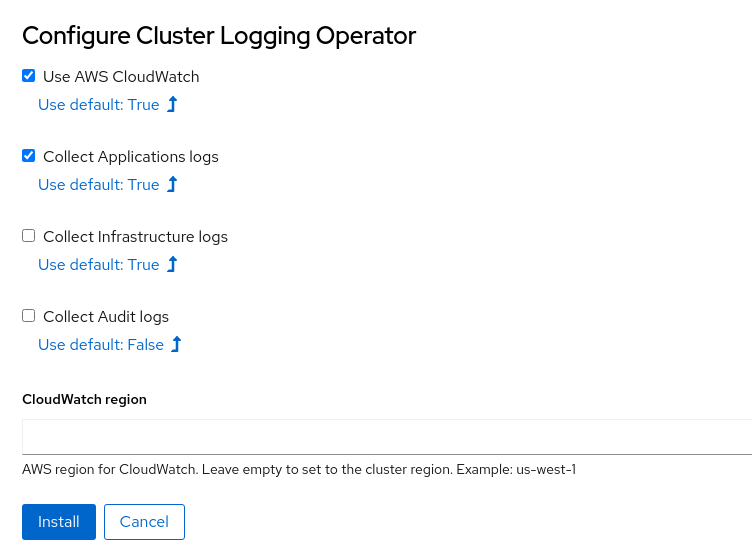 Configure Cluster Logging Operator
Use AWS CloudWatch
Use default: True
Collect Applications logs
Use default: True
Collect Infrastructure logs
Use default: True
Collect Audit logs
Use default: False
CloudWatch region
AWS region for CloudWatch. Leave empty to set to the cluster region. Example: us-west-1
Install Cancel